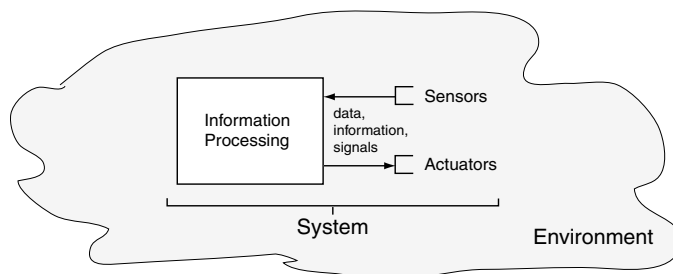 Information
Processing
Sensors
data,
information,
signals
Actuators
System
Environment